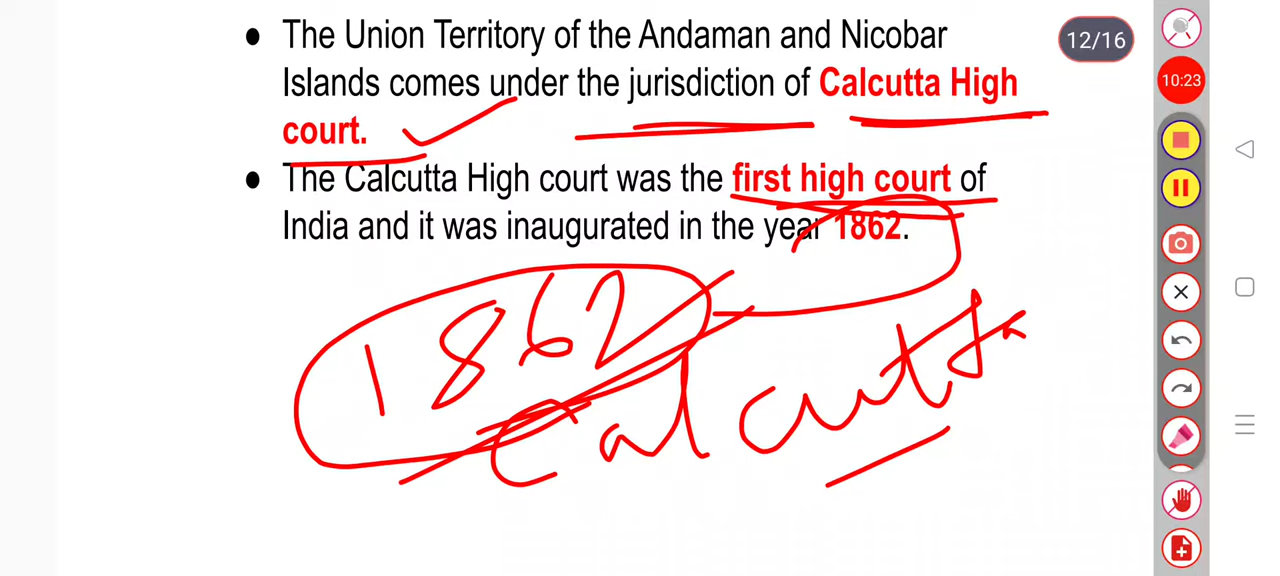 • The Union Territory of the Andaman and Nicobar
Islands comes under the jurisdiction of Calcutta High
court.
• The Calcutta High court was the first high court of
India and it was inaugurated in the year 1862.
1862
Calcutta
12/16
10:23